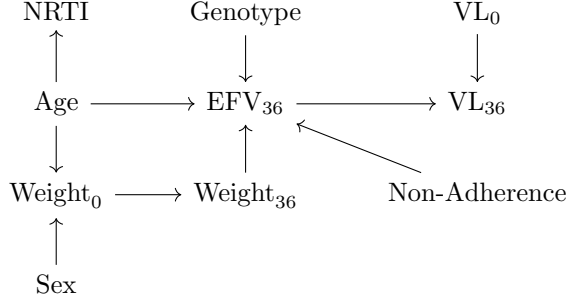 NRTI Genotype VL₀
Age EFV₃₆ VL₃₆
Weight₀ Weight₃₆ Non-Adherence
Sex